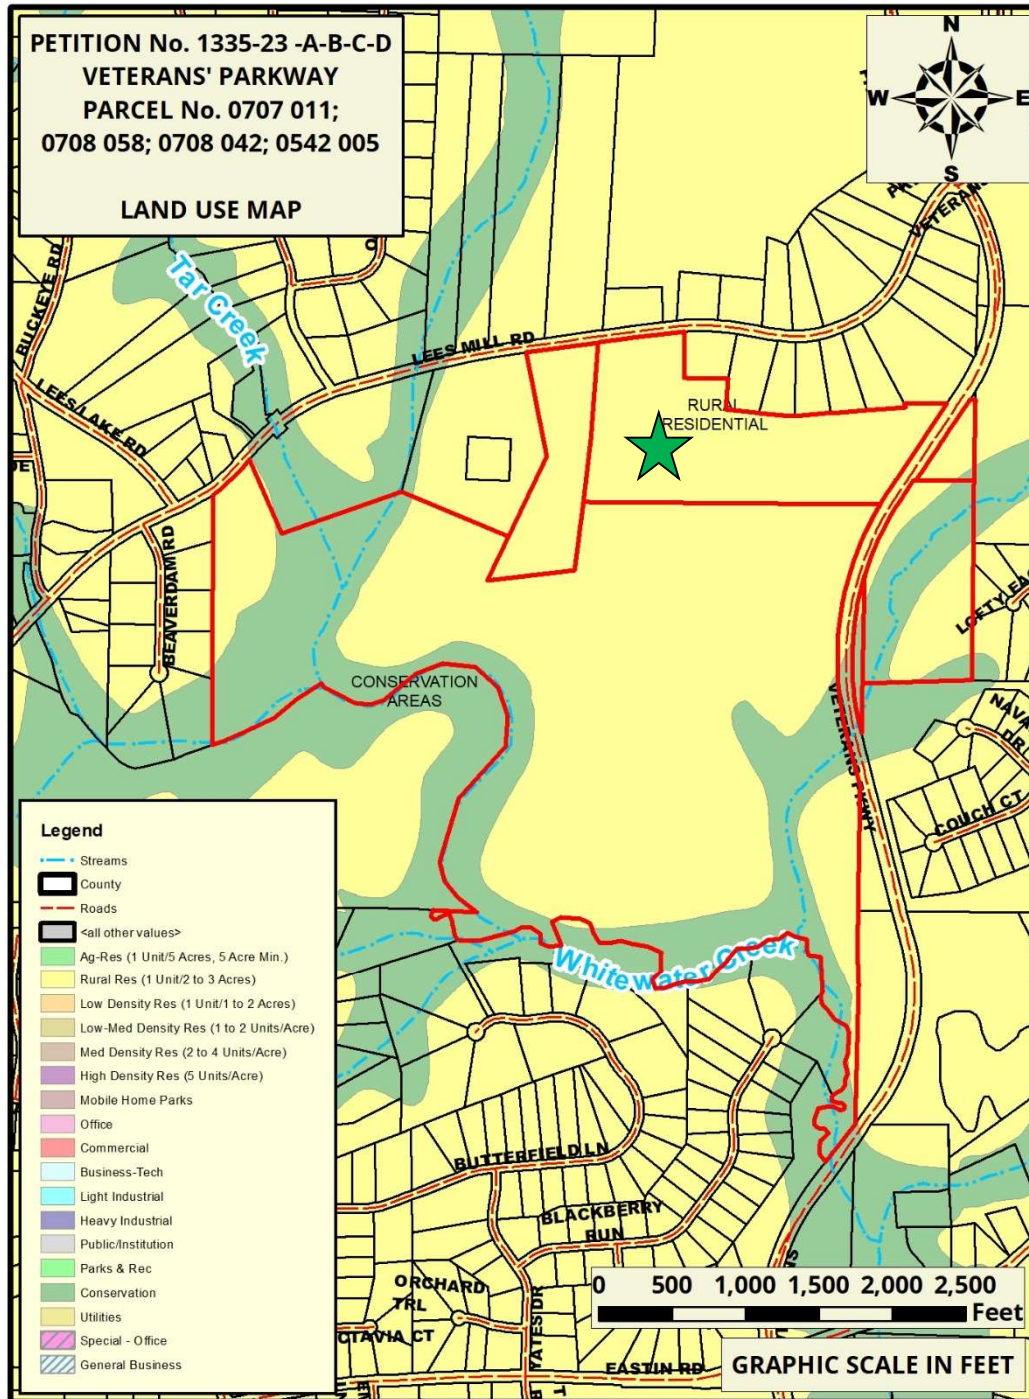 PETITION No. 1335-23 -A-B-C-D
VETERANS' PARKWAY
PARCEL No. 0707 011;
0708 058; 0708 042; 0542 005
LAND USE MAP
N
W
E
S
VETERANS
BUCKEYE RD
Tar Creek
LEES MILL RD
LEES LAKE RD
RURAL
RESIDENTIAL
BEAVERDAM RD
CONSERVATION
AREAS
VETERANS PKWY
DR
COUCH CT
Whitewater Creek
BUTTERFIELD LN
BLACKBERRY
RUN
ORCHARD
TRL
YATES DR
EASTIN RD
Legend
Streams
County
Roads
<all other values>
Ag-Res (1 Unit/5 Acres, 5 Acre Min.)
Rural Res (1 Unit/2 to 3 Acres)
Low Density Res (1 Unit/1 to 2 Acres)
Low-Med Density Res (1 to 2 Units/Acre)
Med Density Res (2 to 4 Units/Acre)
High Density Res (5 Units/Acre)
Mobile Home Parks
Office
Commercial
Business-Tech
Light Industrial
Heavy Industrial
Public/Institution
Parks & Rec
Conservation
Utilities
Special - Office
General Business
0 500 1,000 1,500 2,000 2,500
Feet
GRAPHIC SCALE IN FEET